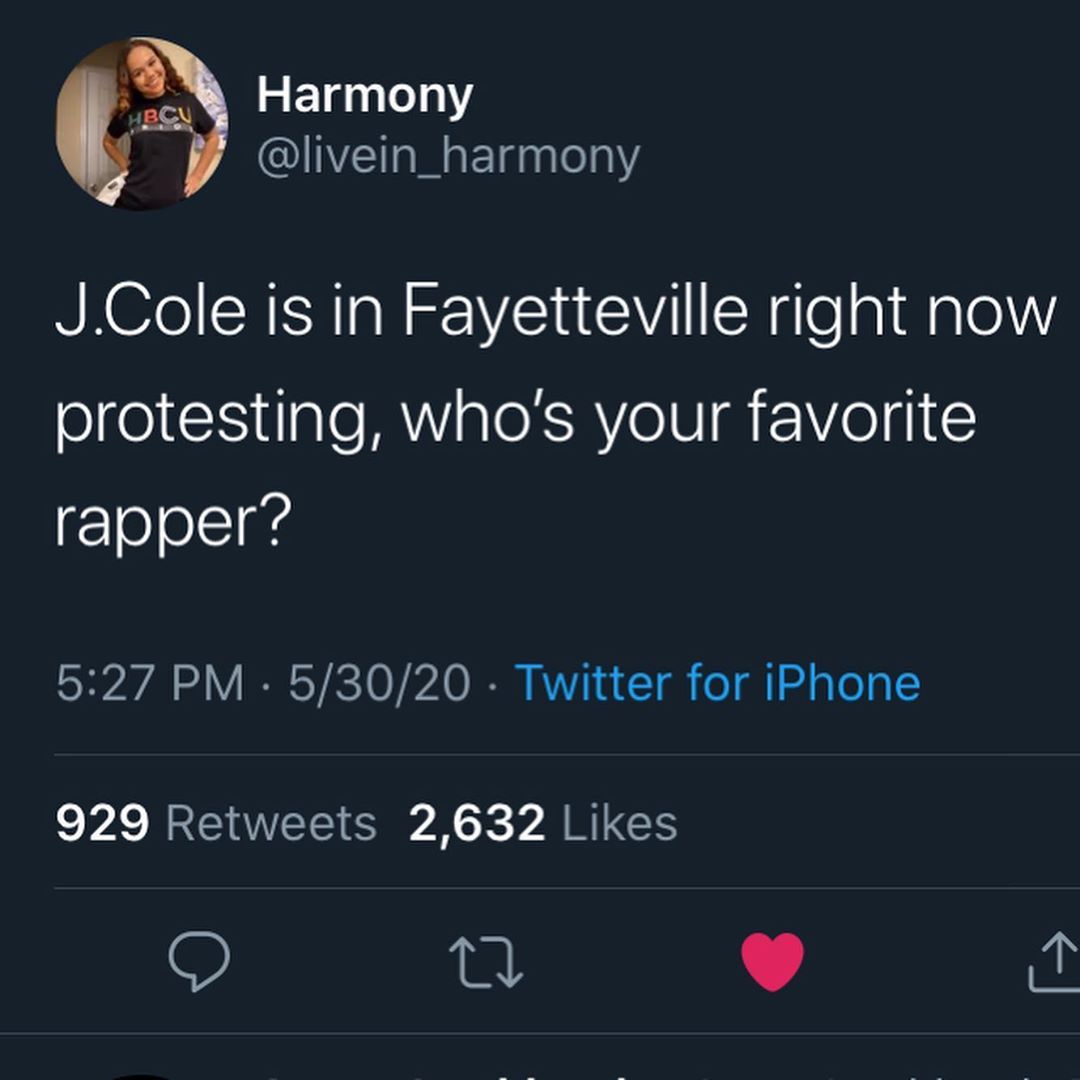 Harmony
@livein_harmony
HBCU
J.Cole is in Fayetteville right now
protesting, who’s your favorite
rapper?
5:27 PM · 5/30/20 · Twitter for iPhone
929 Retweets 2,632 Likes